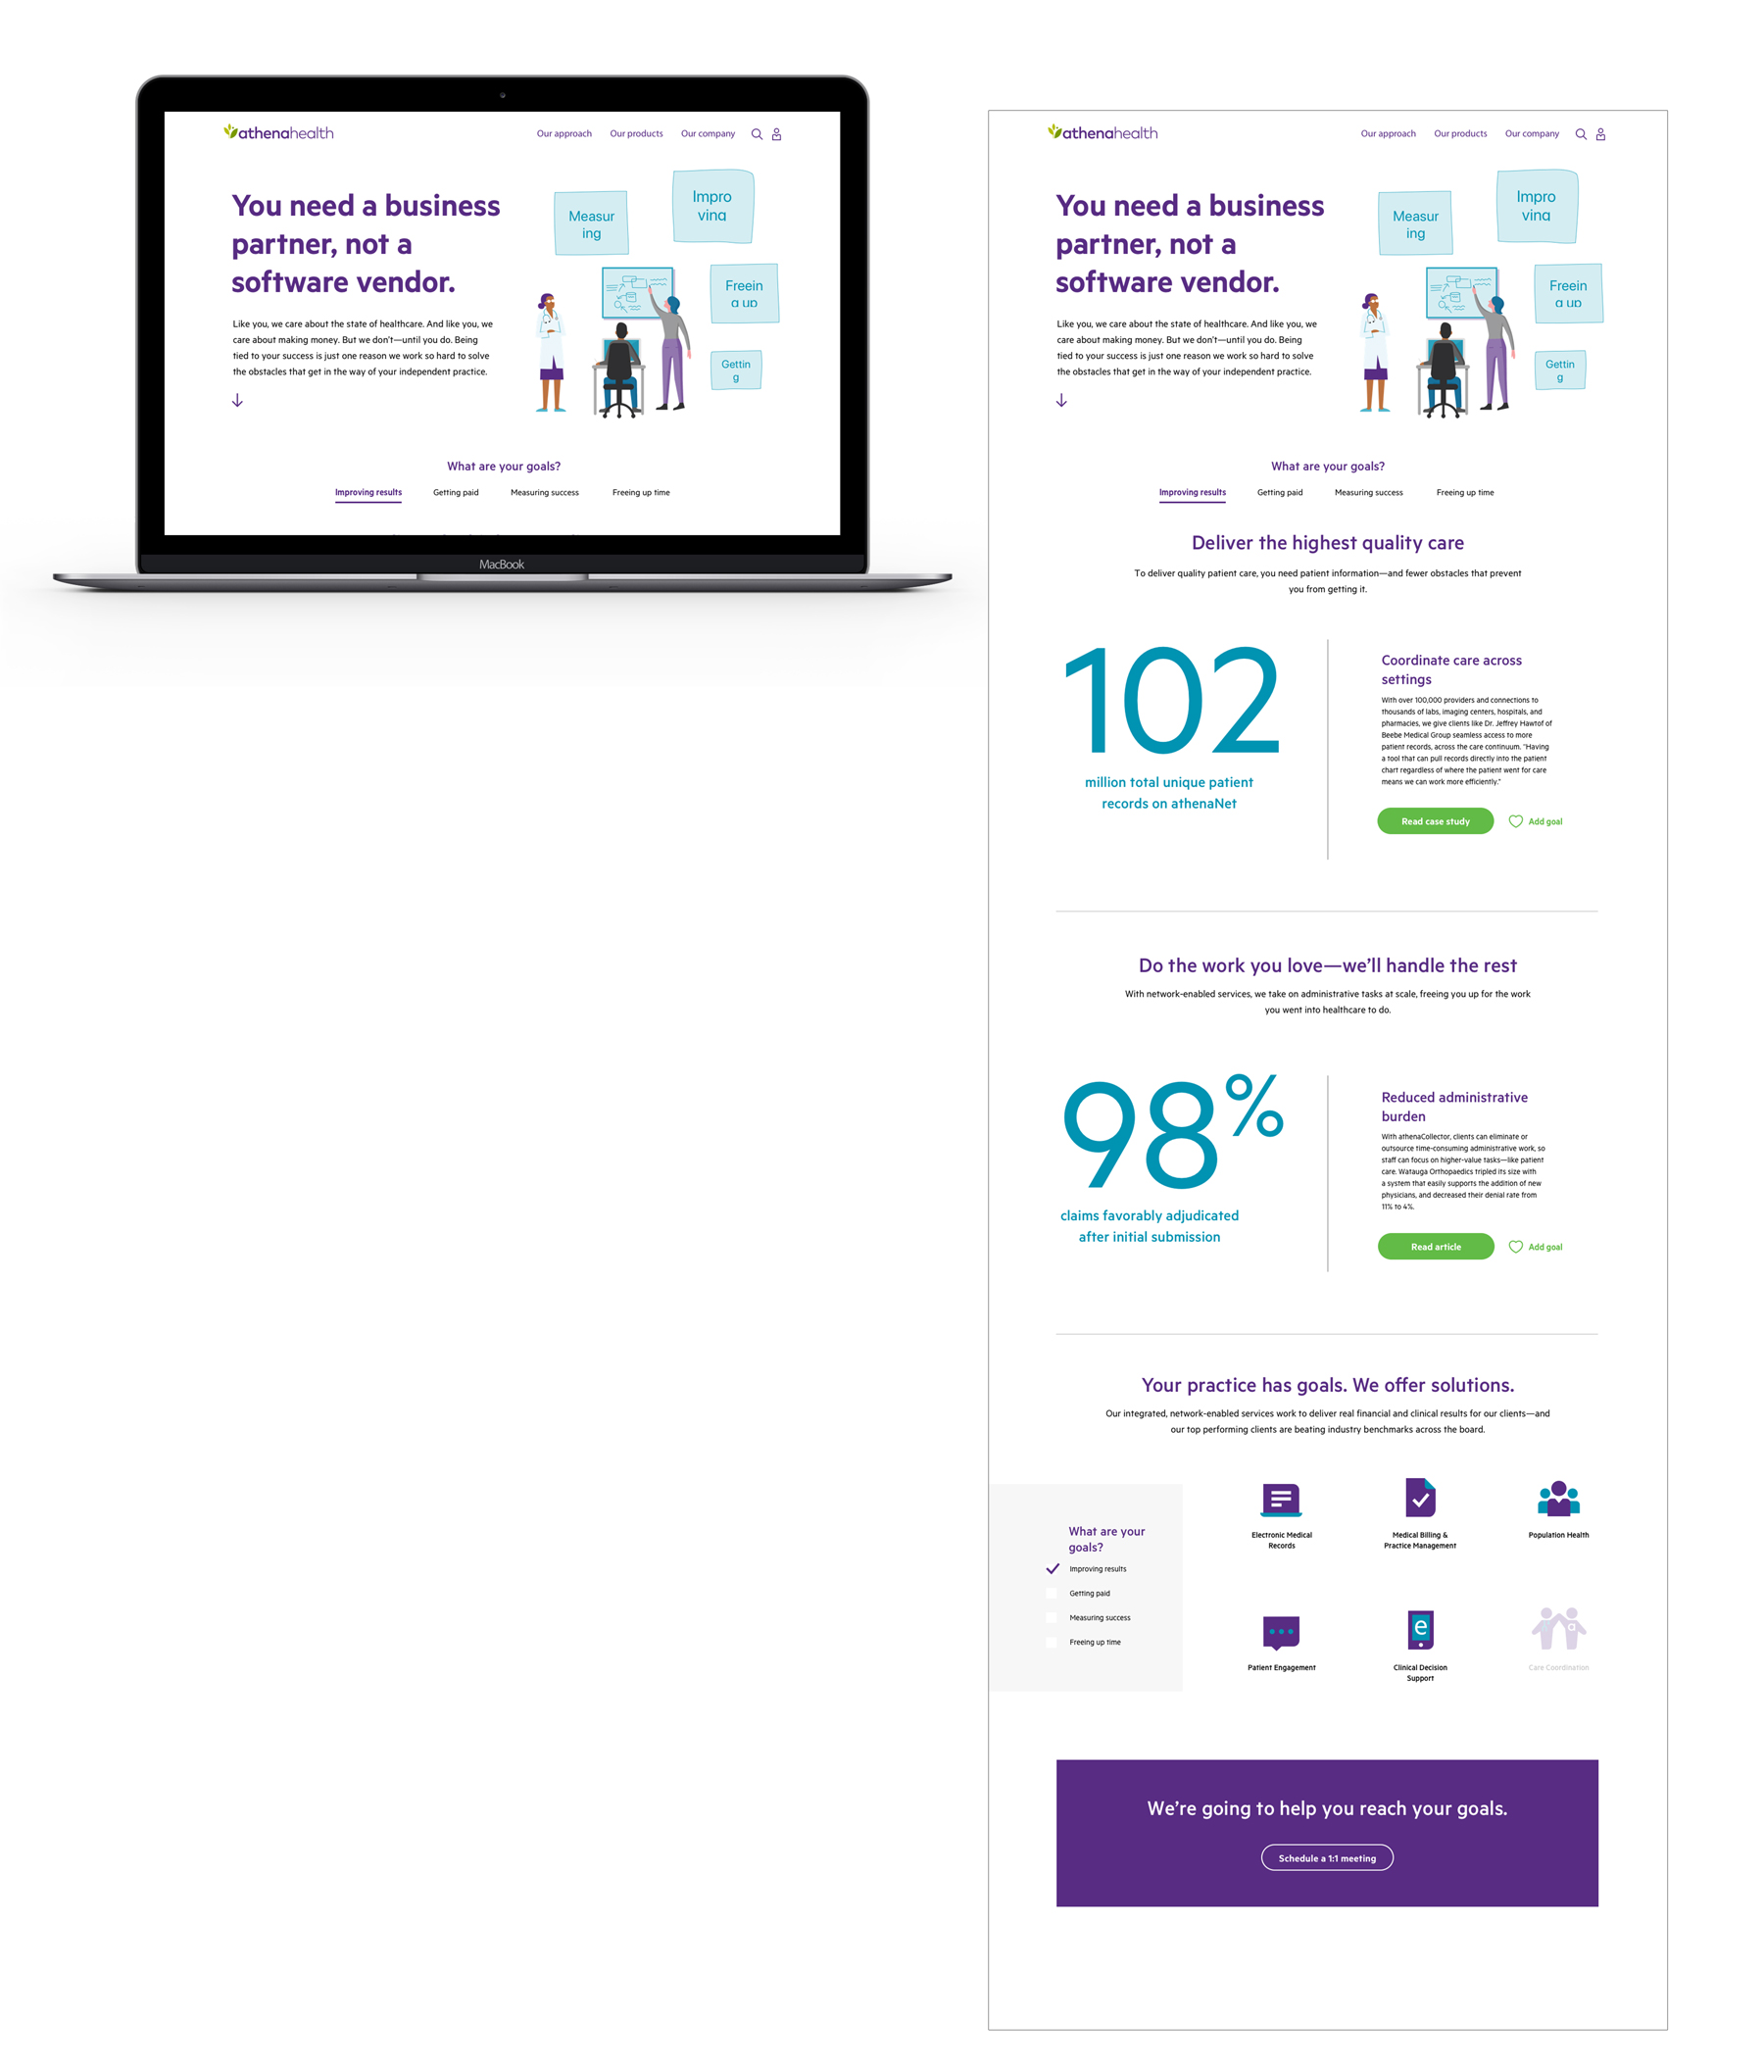 athenahealth
Our approach
Our products
Our company
You need a business
partner, not a
software vendor.
Like you, we care about the state of healthcare. And like you, we
care about making money. But we don't—until you do. Being
tied to your success is just one reason we work so hard to solve
the obstacles that get in the way of your independent practice.
Measur
ing
Impro
ving
Freein
g up
Gettin
g
What are your goals?
Improving results
Getting paid
Measuring success
Freeing up time
MacBook
athenahealth
Our approach
Our products
Our company
You need a business
partner, not a
software vendor.
Like you, we care about the state of healthcare. And like you, we
care about making money. But we don't—until you do. Being
tied to your success is just one reason we work so hard to solve
the obstacles that get in the way of your independent practice.
Measur
ing
Impro
ving
Freein
g up
Gettin
g
What are your goals?
Improving results
Getting paid
Measuring success
Freeing up time
Deliver the highest quality care
To deliver quality patient care, you need patient information—and fewer obstacles that prevent
you from getting it.
102
million total unique patient
records on athenaNet
Coordinate care across
settings
With over 100,000 providers and connections to
thousands of labs, imaging centers, hospitals, and
pharmacies, we give clients like Dr. Jeffrey Hawtof of
Beebe Medical Group seamless access to more
patient records, across the care continuum. "Having
a tool that can pull records directly into the patient
chart regardless of where the patient went for care
means we can work more efficiently."
Read case study
Add goal
Do the work you love—we'll handle the rest
With network-enabled services, we take on administrative tasks at scale, freeing you up for the work
you went into healthcare to do.
98%
claims favorably adjudicated
after initial submission
Reduced administrative
burden
With athenaCollector, clients can eliminate or
outsource time-consuming administrative work, so
staff can focus on higher-value tasks—like patient
care. Watauga Orthopaedics tripled its size with
a system that easily supports the addition of new
physicians, and decreased their denial rate from
11% to 4%.
Read article
Add goal
Your practice has goals. We offer solutions.
Our integrated, network-enabled services work to deliver real financial and clinical results for our clients—and
our top performing clients are beating industry benchmarks across the board.
What are your
goals?
Improving results
Getting paid
Measuring success
Freeing up time
Electronic Medical
Records
Medical Billing &
Practice Management
Population Health
Patient Engagement
e
Clinical Decision
Support
a
Care Coordination
We're going to help you reach your goals.
Schedule a 1:1 meeting